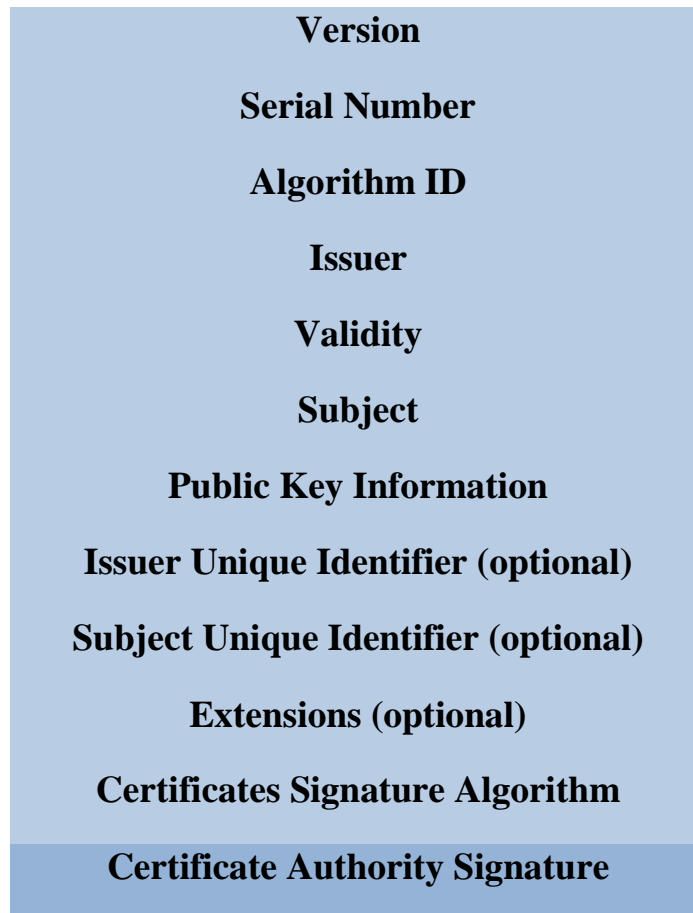 Version
Serial Number
Algorithm ID
Issuer
Validity
Subject
Public Key Information
Issuer Unique Identifier (optional)
Subject Unique Identifier (optional)
Extensions (optional)
Certificates Signature Algorithm
Certificate Authority Signature